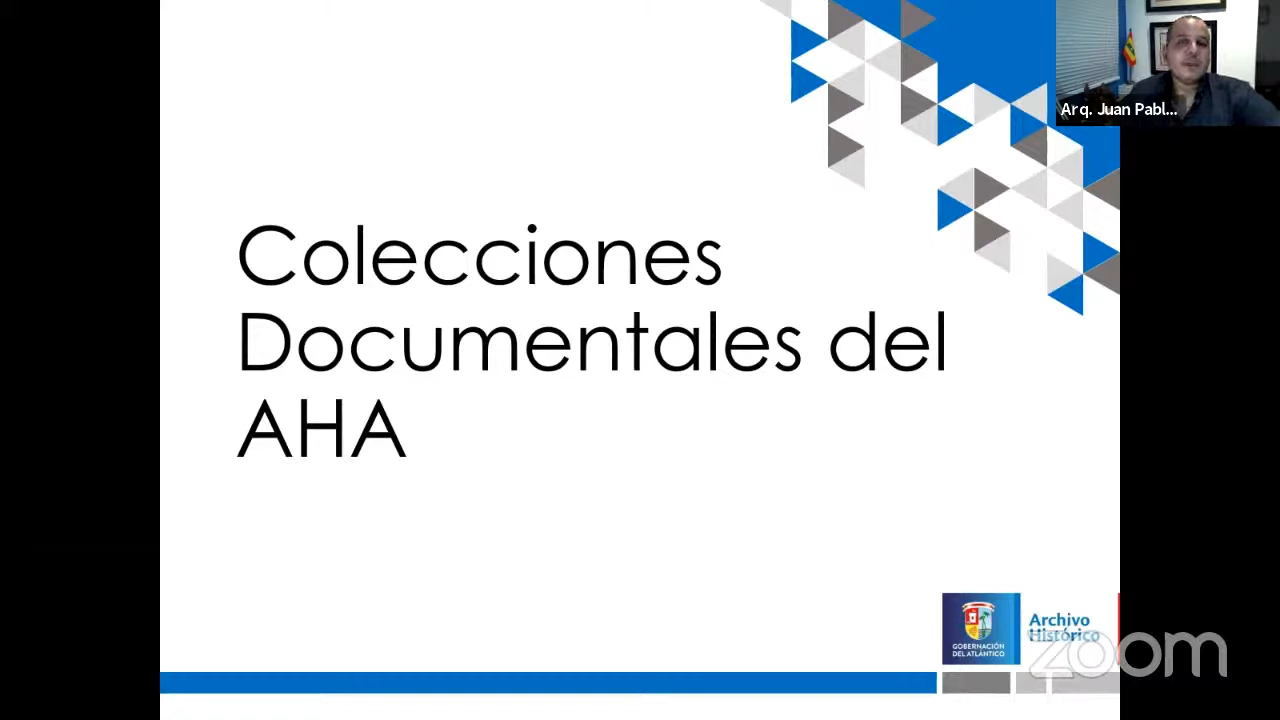 Arq. Juan Pabl...
Colecciones
Documentales del
AHA
Archivo
Histórico
GOBERNACIÓN
DEL ATLÁNTICO
zoom